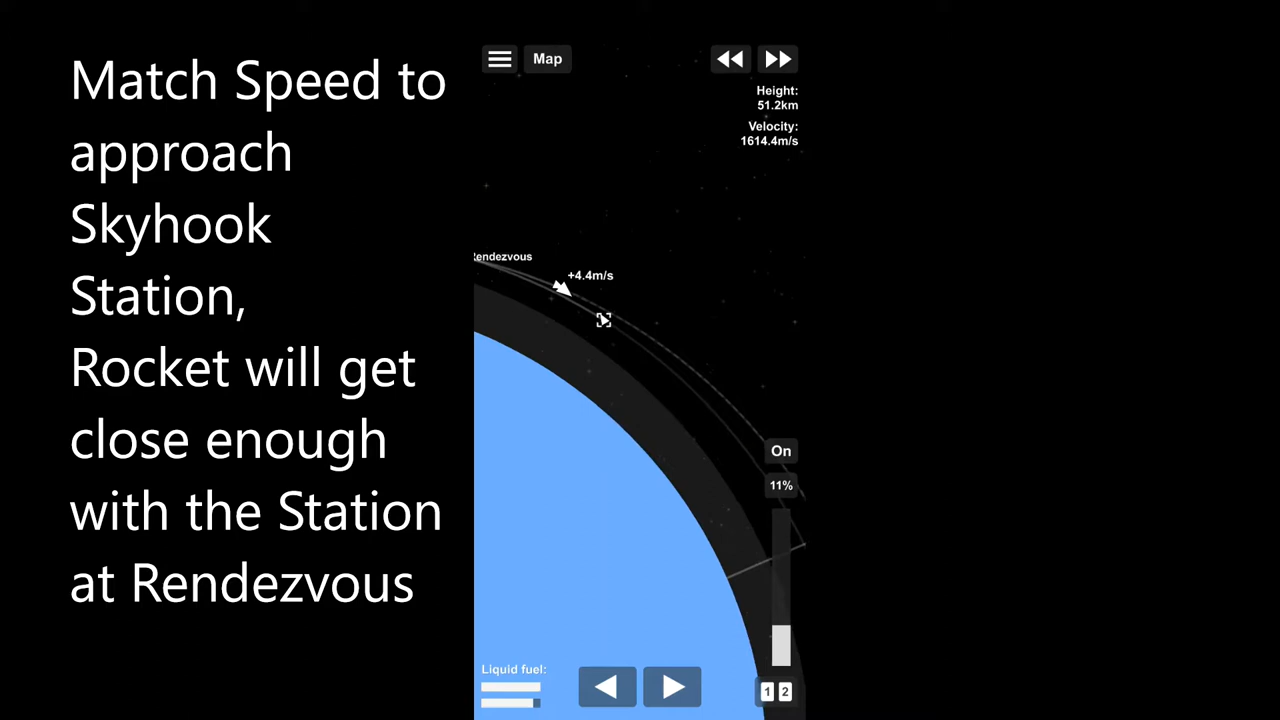 Match Speed to
approach
Skyhook
Station,
Rocket will get
close enough
with the Station
at Rendezvous
Map
Height:
51.2km
Velocity:
1614.4m/s
Rendezvous
+4.4m/s
On
11%
Liquid fuel:
1 2